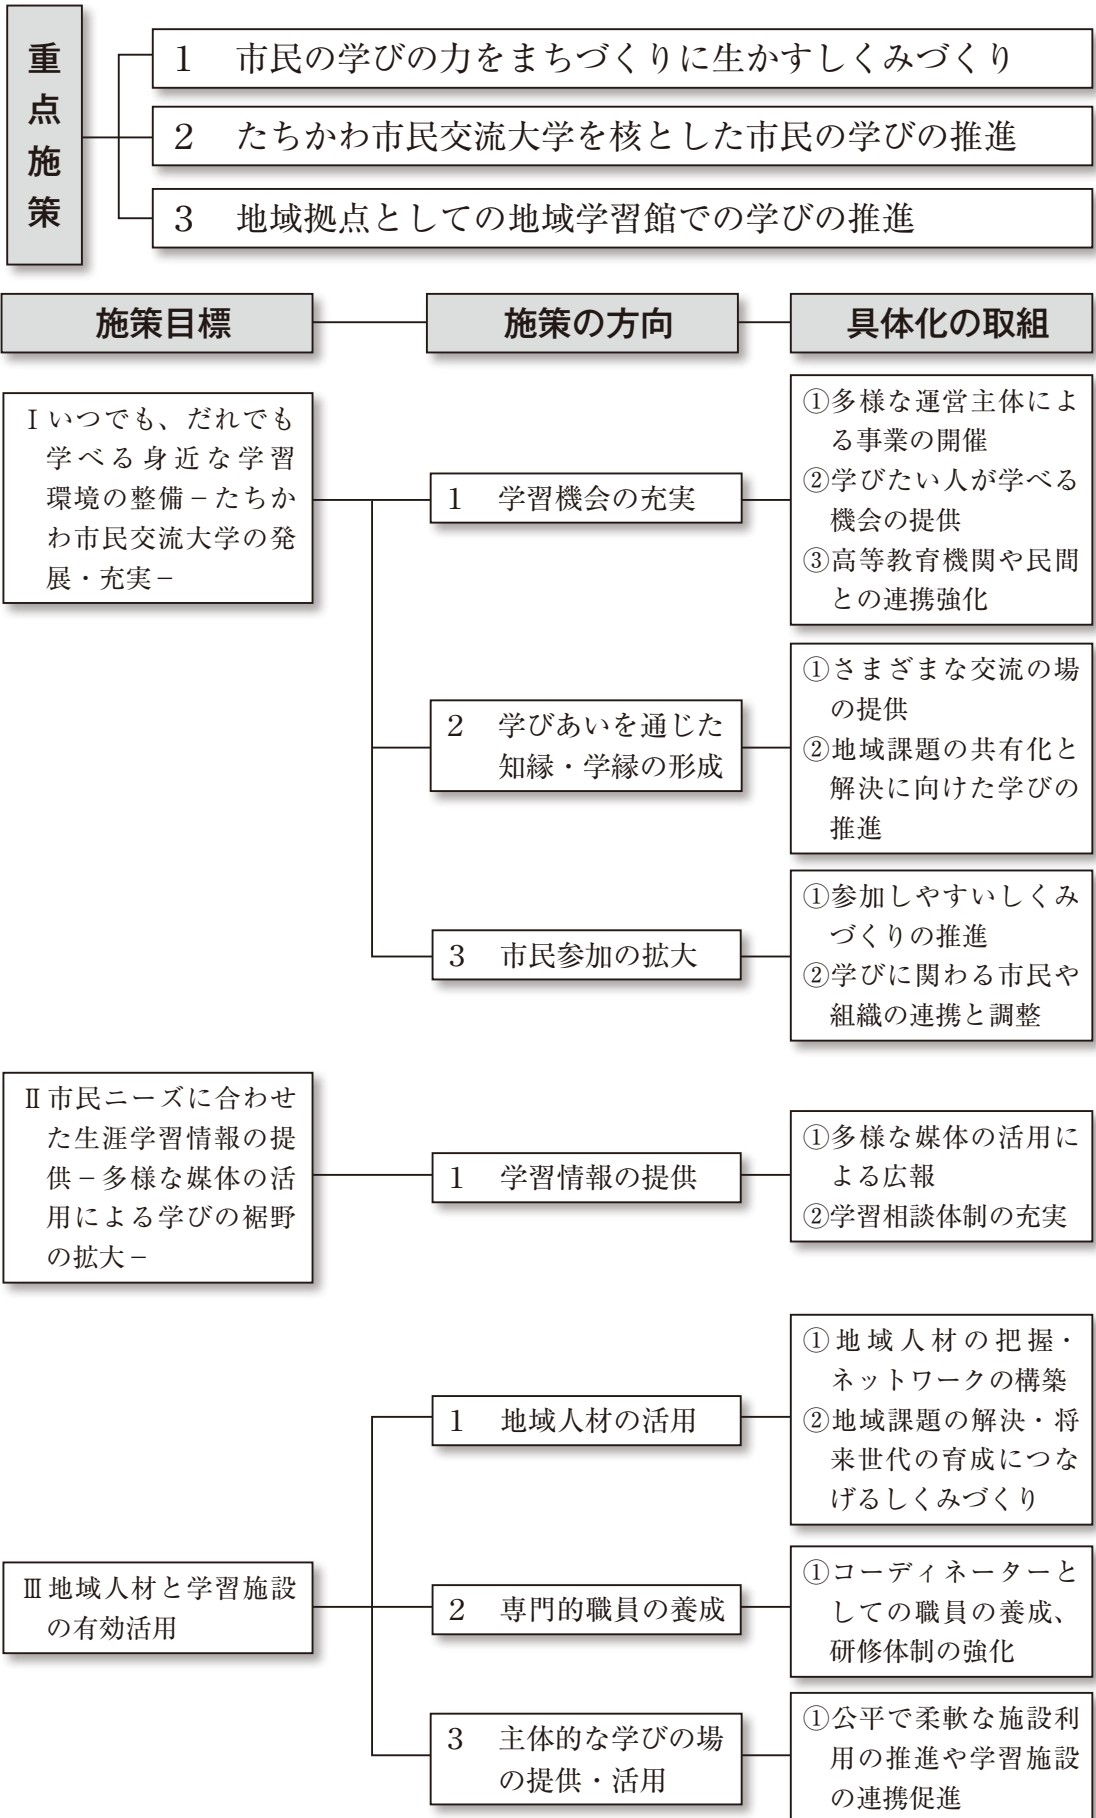 重点施策
1 市民の学びの力をまちづくりに生かすしくみづくり
2 たちかわ市民交流大学を核とした市民の学びの推進
3 地域拠点としての地域学習館での学びの推進
施策目標
施策の方向
具体化の取組
Ⅰいつでも、だれでも
学べる身近な学習
環境の整備－たちか
わ市民交流大学の発
展・充実－
1 学習機会の充実
①多様な運営主体によ
る事業の開催
②学びたい人が学べる
機会の提供
③高等教育機関や民間
との連携強化
2 学びあいを通じた
知縁・学縁の形成
①さまざまな交流の場
の提供
②地域課題の共有化と
解決に向けた学びの
推進
3 市民参加の拡大
①参加しやすいしくみ
づくりの推進
②学びに関わる市民や
組織の連携と調整
Ⅱ市民ニーズに合わせ
た生涯学習情報の提
供－多様な媒体の活
用による学びの裾野
の拡大－
1 学習情報の提供
①多様な媒体の活用に
よる広報
②学習相談体制の充実
Ⅲ地域人材と学習施設
の有効活用
1 地域人材の活用
①地域人材の把握・
ネットワークの構築
②地域課題の解決・将
来世代の育成につな
げるしくみづくり
2 専門的職員の養成
①コーディネーターと
しての職員の養成、
研修体制の強化
3 主体的な学びの場
の提供・活用
①公平で柔軟な施設利
用の推進や学習施設
の連携促進